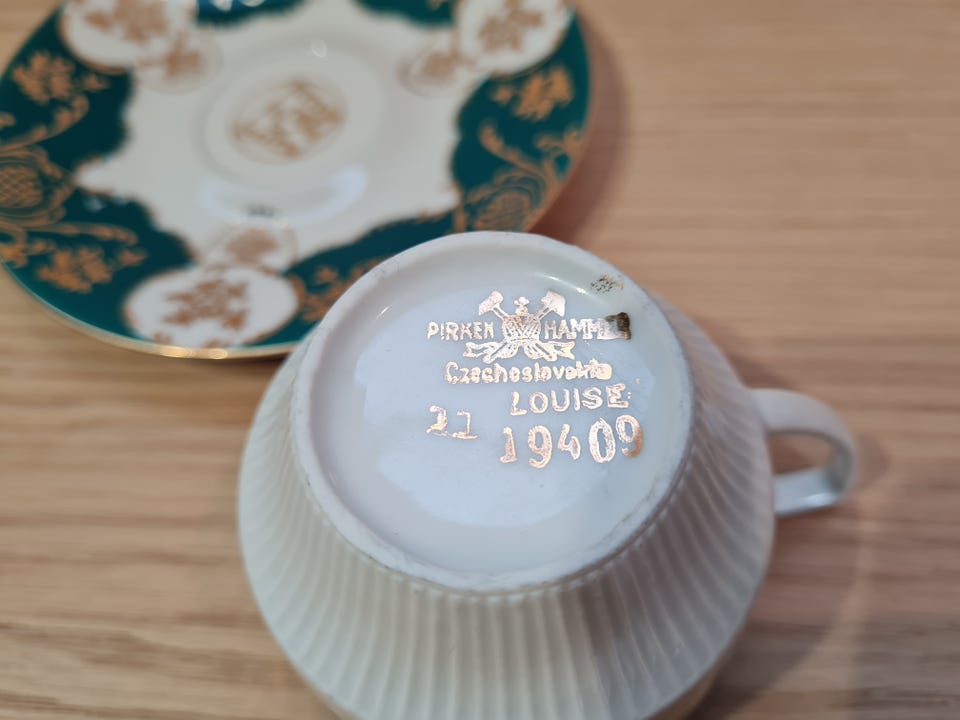 PIRKEN HAMMER
Czechoslovakia
LOUISE
21 19409